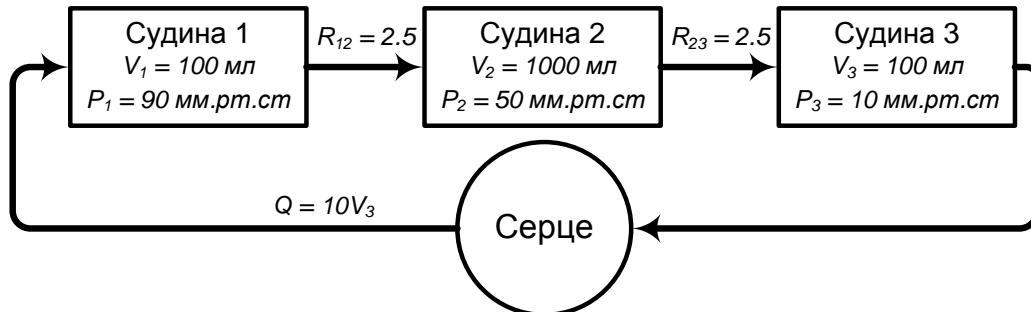 Судина 1
V₁ = 100 мл
P₁ = 90 мм.рт.ст
R₁₂ = 2.5
Судина 2
V₂ = 1000 мл
P₂ = 50 мм.рт.ст
R₂₃ = 2.5
Судина 3
V₃ = 100 мл
P₃ = 10 мм.рт.ст
Q = 10V₃
Серце